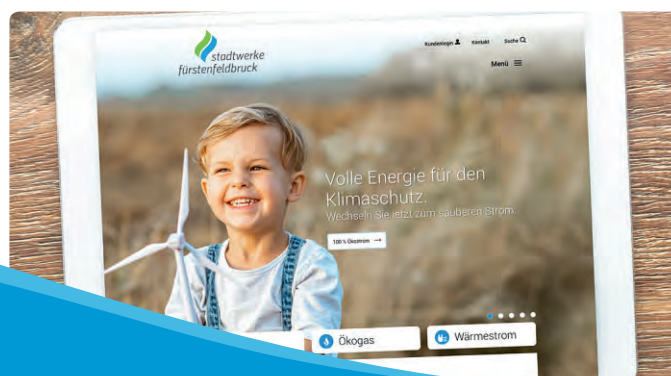 stadtwerke
fürstenfeldbruck
Kundenlogin
Kontakt
Suche
Menü
Volle Energie für den
Klimaschutz.
Wechseln Sie jetzt zum sauberen Strom.
100 % Ökostrom →
Ökogas
Wärmestrom